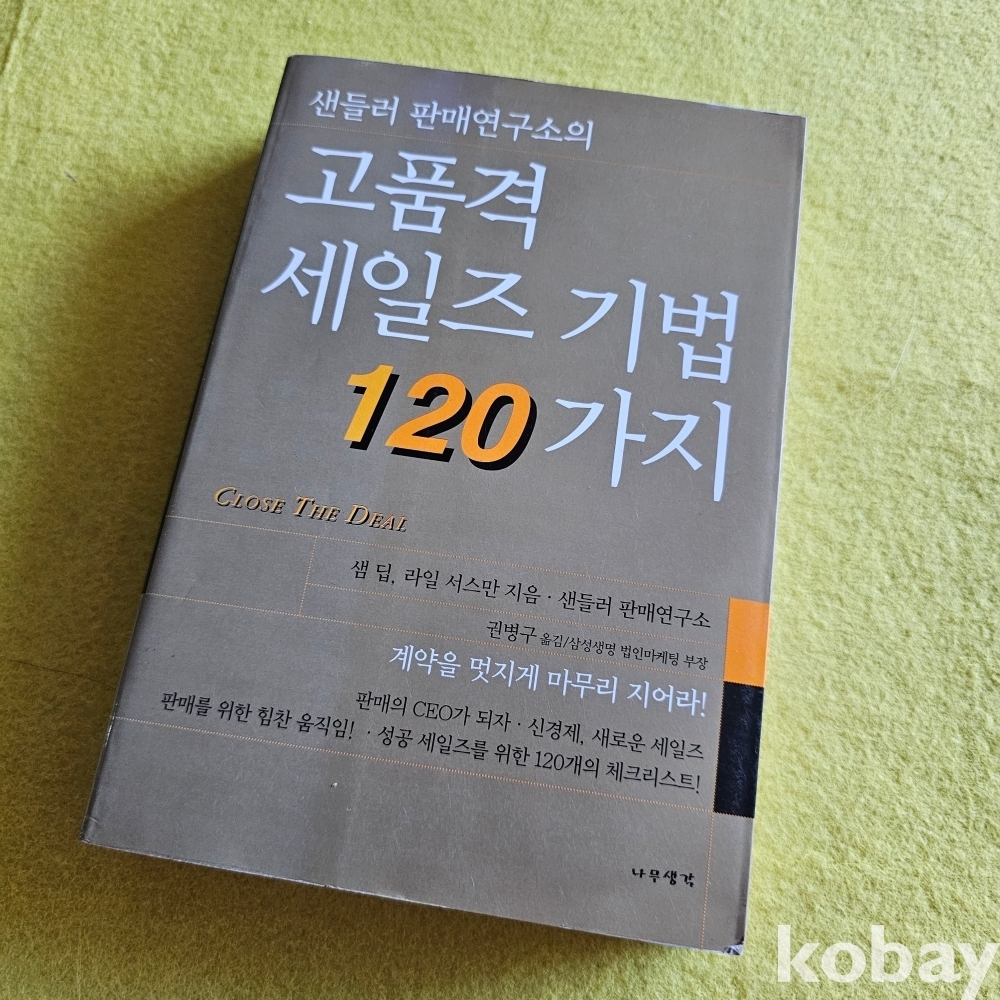 샌들러 판매연구소의
고품격
세일즈 기법
120가지
CLOSE THE DEAL
샘 딥, 라일 서스만 지음 · 샌들러 판매연구소
권병구 옮김/삼성생명 법인마케팅 부장
계약을 멋지게 마무리 지어라!
판매의 CEO가 되자 · 신경제, 새로운 세일즈
판매를 위한 힘찬 움직임! · 성공 세일즈를 위한 120개의 체크리스트!
나무생각
kobay